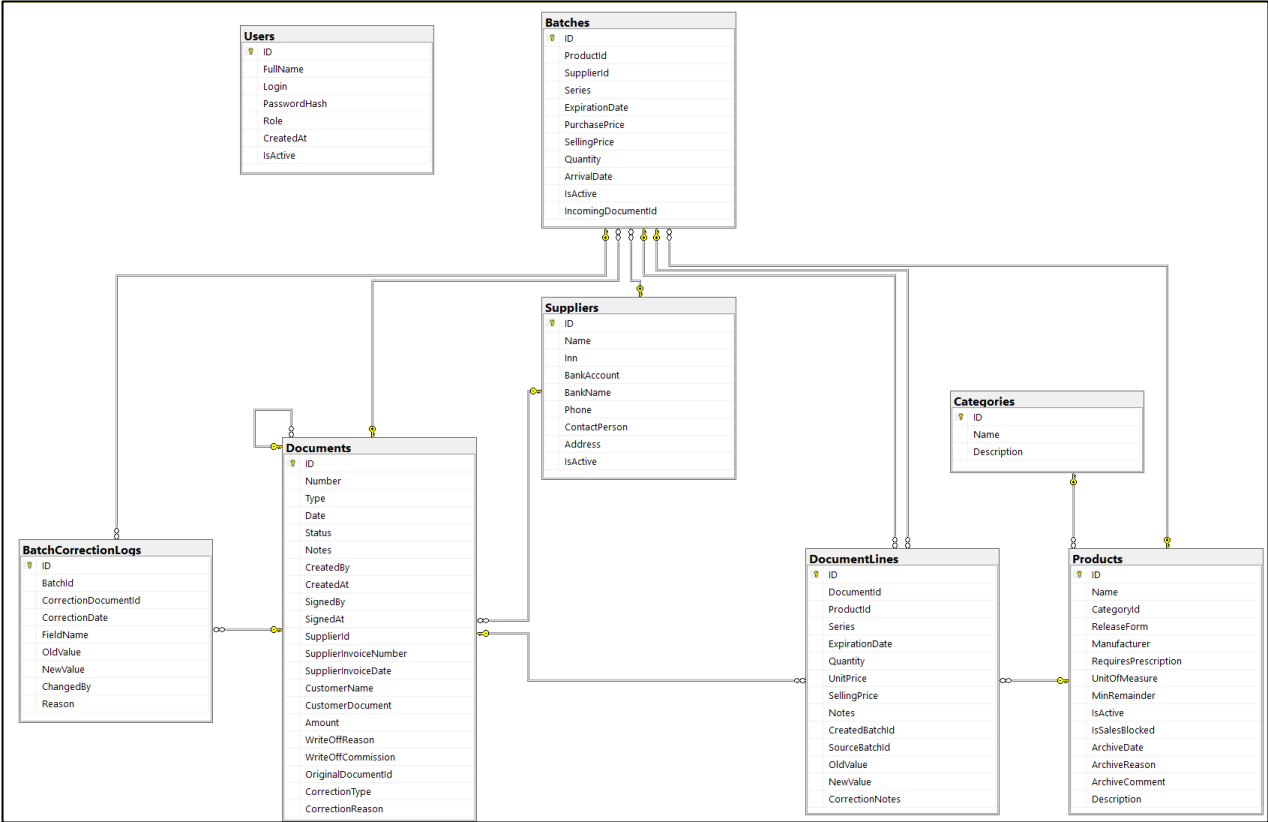 Users
ID
FullName
Login
PasswordHash
Role
CreatedAt
IsActive
Batches
ID
ProductId
SupplierId
Series
ExpirationDate
PurchasePrice
SellingPrice
Quantity
ArrivalDate
IsActive
IncomingDocumentId
Suppliers
ID
Name
Inn
BankAccount
BankName
Phone
ContactPerson
Address
IsActive
Categories
ID
Name
Description
Documents
ID
Number
Type
Date
Status
Notes
CreatedBy
CreatedAt
SignedBy
SignedAt
SupplierId
SupplierInvoiceNumber
SupplierInvoiceDate
CustomerName
CustomerDocument
Amount
WriteOffReason
WriteOffCommission
OriginalDocumentId
CorrectionType
CorrectionReason
BatchCorrectionLogs
ID
BatchId
CorrectionDocumentId
CorrectionDate
FieldName
OldValue
NewValue
ChangedBy
Reason
DocumentLines
ID
DocumentId
ProductId
Series
ExpirationDate
Quantity
UnitPrice
SellingPrice
Notes
CreatedBatchId
SourceBatchId
OldValue
NewValue
CorrectionNotes
Products
ID
Name
CategoryId
ReleaseForm
Manufacturer
RequiresPrescription
UnitOfMeasure
MinRemainder
IsActive
IsSalesBlocked
ArchiveDate
ArchiveReason
ArchiveComment
Description